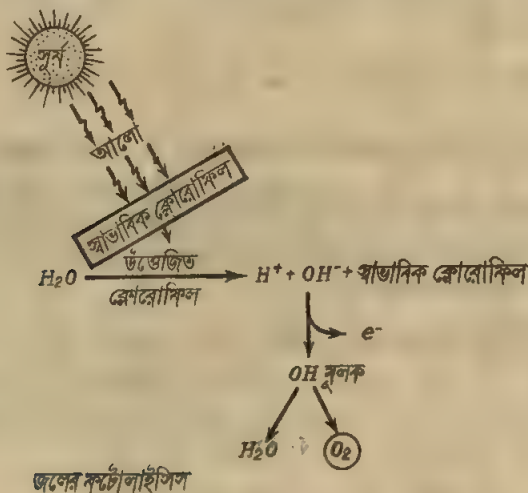 সূর্য
আলো
স্বাভাবিক ক্লোরোফিল
H₂O উত্তেজিত ক্লোরোফিল H⁺ + OH⁻ + স্বাভাবিক ক্লোরোফিল
e⁻
OH মূলক
H₂O O₂
জলের ফটোলাইসিস